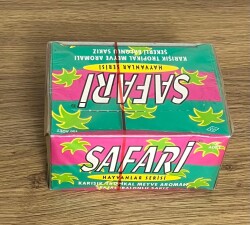 KARIŞIK TROPİKAL MEYVE AROMALI
ŞEKERLİ BALONLU SAKIZ
HAYVANLAR SERİSİ
SAFARİ
SAFARİ
HAYVANLAR SERİSİ
KARIŞIK TROPİKAL MEYVE AROMALI